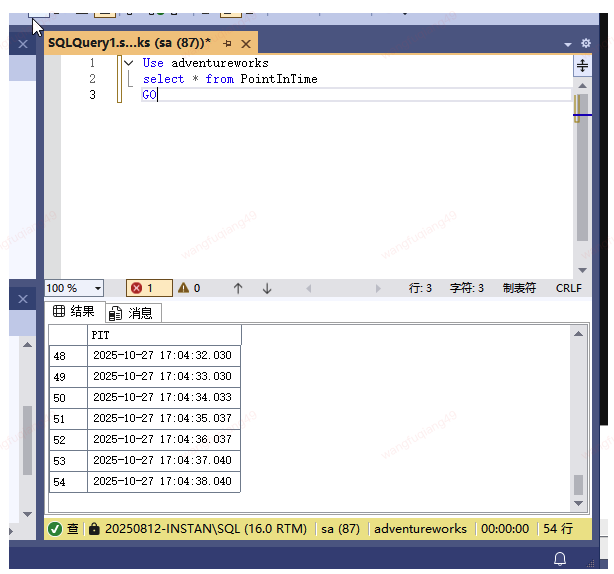 SQLQuery1.s...ks (sa (87))*
1 Use adventureworks
2 select * from PointInTime
3 GO
100 % 1 0 行: 3 字符: 3 制表符 CRLF
结果 消息
PIT
48 2025-10-27 17:04:32.030
49 2025-10-27 17:04:33.030
50 2025-10-27 17:04:34.033
51 2025-10-27 17:04:35.037
52 2025-10-27 17:04:36.037
53 2025-10-27 17:04:37.040
54 2025-10-27 17:04:38.040
查 20250812-INSTAN\SQL (16.0 RTM) sa (87) adventureworks 00:00:00 54 行